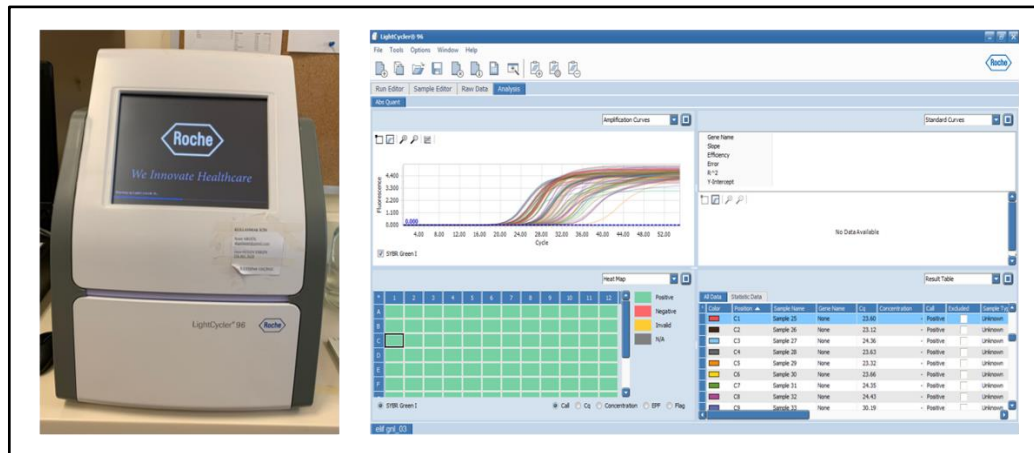 Roche
We Innovate Healthcare
LightCycler® 96
Roche
LightCycler® 96
File Tools Options Window Help
Roche
Run Editor Sample Editor Raw Data Analysis
Abs Quant
Amplification Curves
Fluorescence
4.400
3.300
2.200
1.100
0.000
0.000
4.00 8.00 12.00 16.00 20.00 24.00 28.00 32.00 36.00 40.00 44.00 48.00 52.00
Cycle
SYBR Green I
Standard Curves
Gene Name
Slope
Efficiency
Error
R^2
Y-Intercept
No Data Available
Heat Map
1 2 3 4 5 6 7 8 9 10 11 12
A
B
C
D
E
F
Positive
Negative
Invalid
N/A
SYBR Green I Call Cq Concentration EPF Flag
Result Table
All Data Statistic Data
Color Position Sample Name Gene Name Cq Concentration Call Excluded Sample Typ
C1 Sample 25 None 23.60 - Positive Unknown
C2 Sample 26 None 23.12 - Positive Unknown
C3 Sample 27 None 24.36 - Positive Unknown
C4 Sample 28 None 23.63 - Positive Unknown
C5 Sample 29 None 23.32 - Positive Unknown
C6 Sample 30 None 23.66 - Positive Unknown
C7 Sample 31 None 24.35 - Positive Unknown
C8 Sample 32 None 24.43 - Positive Unknown
C9 Sample 33 None 30.19 - Positive Unknown
elif gnl_03